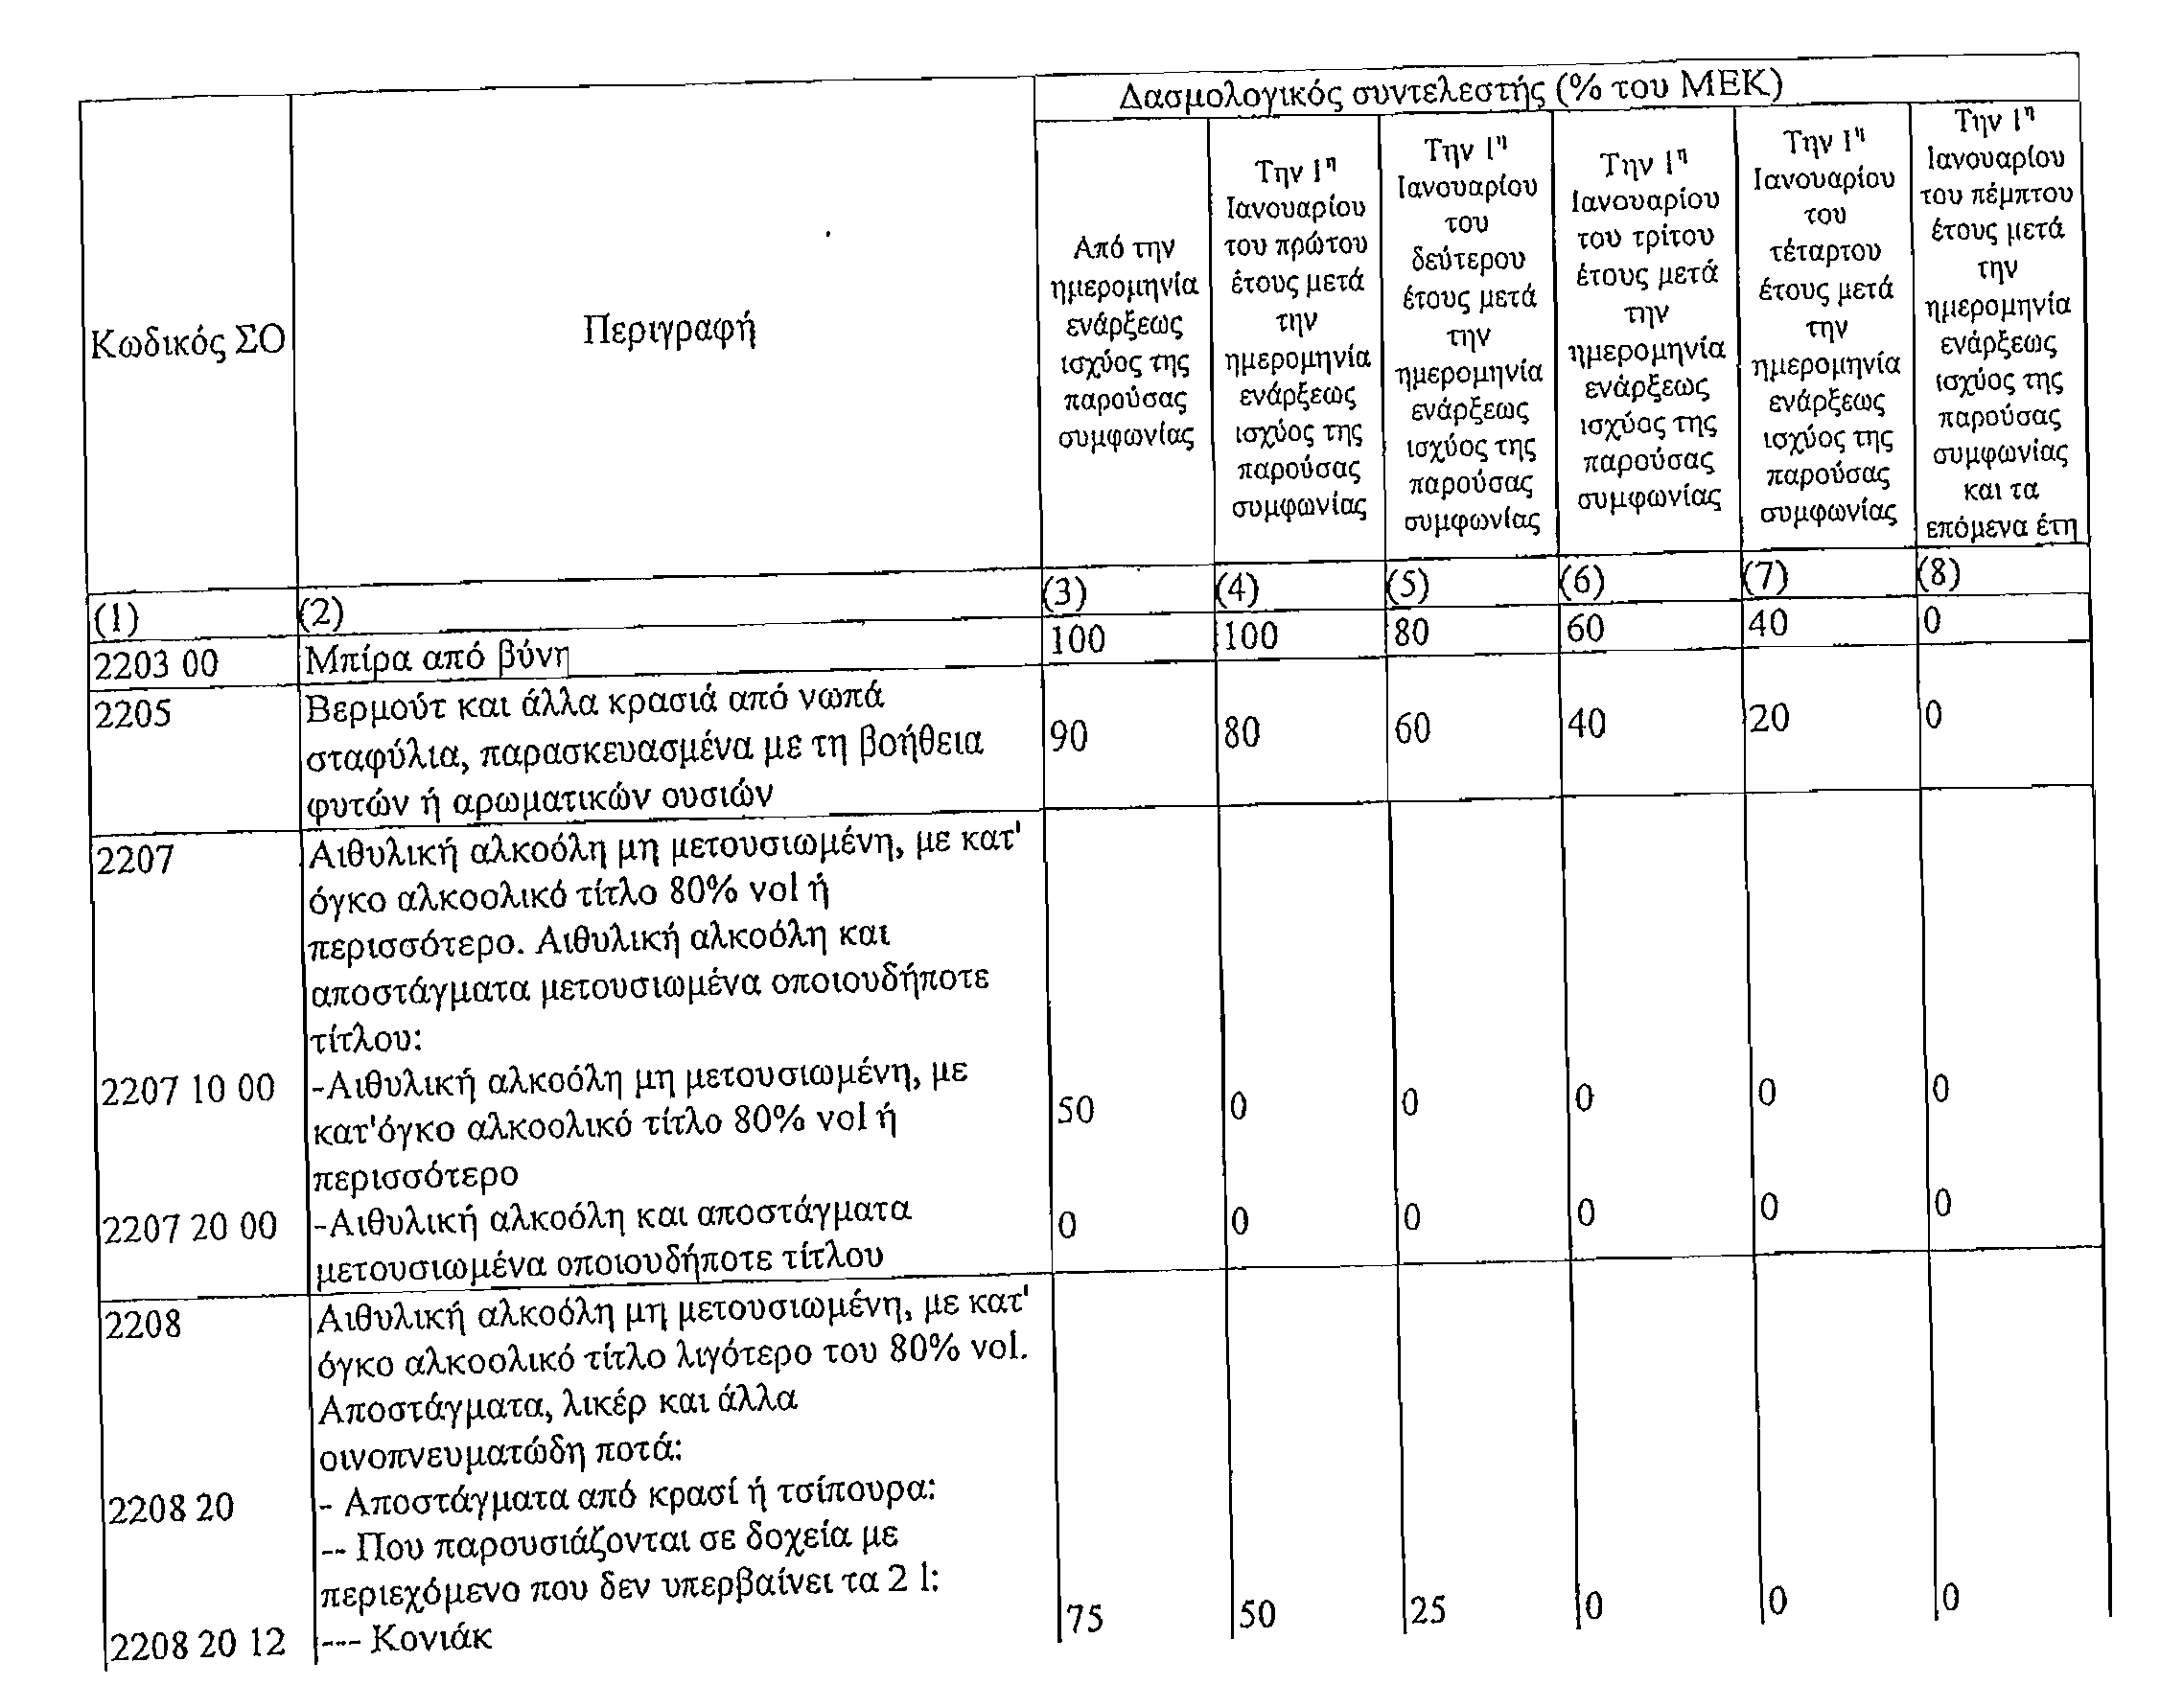 Δασμολογικός συντελεστής (% του ΜΕΚ)
Κωδικός ΣΟ
Περιγραφή
Από την
ημερομηνία
ενάρξεως
ισχύος της
παρούσας
συμφωνίας
Την 1η
Ιανουαρίου
του πρώτου
έτους μετά
την
ημερομηνία
ενάρξεως
ισχύος της
παρούσας
συμφωνίας
Την 1η
Ιανουαρίου
του
δεύτερου
έτους μετά
την
ημερομηνία
ενάρξεως
ισχύος της
παρούσας
συμφωνίας
Την 1η
Ιανουαρίου
του τρίτου
έτους μετά
την
ημερομηνία
ενάρξεως
ισχύος της
παρούσας
συμφωνίας
Την 1η
Ιανουαρίου
του
τέταρτου
έτους μετά
την
ημερομηνία
ενάρξεως
ισχύος της
παρούσας
συμφωνίας
Την 1η
Ιανουαρίου
του πέμπτου
έτους μετά
την
ημερομηνία
ενάρξεως
ισχύος της
παρούσας
συμφωνίας
και τα
επόμενα έτη
(1) (2) (3) (4) (5) (6) (7) (8)
2203 00 Μπίρα από βύνη 100 100 80 60 40 0
2205 Βερμούτ και άλλα κρασιά από νωπά
σταφύλια, παρασκευασμένα με τη βοήθεια 90 80 60 40 20 0
φυτών ή αρωματικών ουσιών
2207 Αιθυλική αλκοόλη μη μετουσιωμένη, με κατ'
όγκο αλκοολικό τίτλο 80% vol ή
περισσότερο. Αιθυλική αλκοόλη και
αποστάγματα μετουσιωμένα οποιουδήποτε
τίτλου:
2207 10 00 -Αιθυλική αλκοόλη μη μετουσιωμένη, με
κατ'όγκο αλκοολικό τίτλο 80% vol ή 50 0 0 0 0 0
περισσότερο
2207 20 00 -Αιθυλική αλκοόλη και αποστάγματα 0 0 0 0 0 0
μετουσιωμένα οποιουδήποτε τίτλου
2208 Αιθυλική αλκοόλη μη μετουσιωμένη, με κατ'
όγκο αλκοολικό τίτλο λιγότερο του 80% vol.
Αποστάγματα, λικέρ και άλλα
οινοπνευματώδη ποτά:
2208 20 - Αποστάγματα από κρασί ή τσίπουρα:
-- Που παρουσιάζονται σε δοχεία με
περιεχόμενο που δεν υπερβαίνει τα 2 l:
2208 20 12 --- Κονιάκ 75 50 25 0 0 0